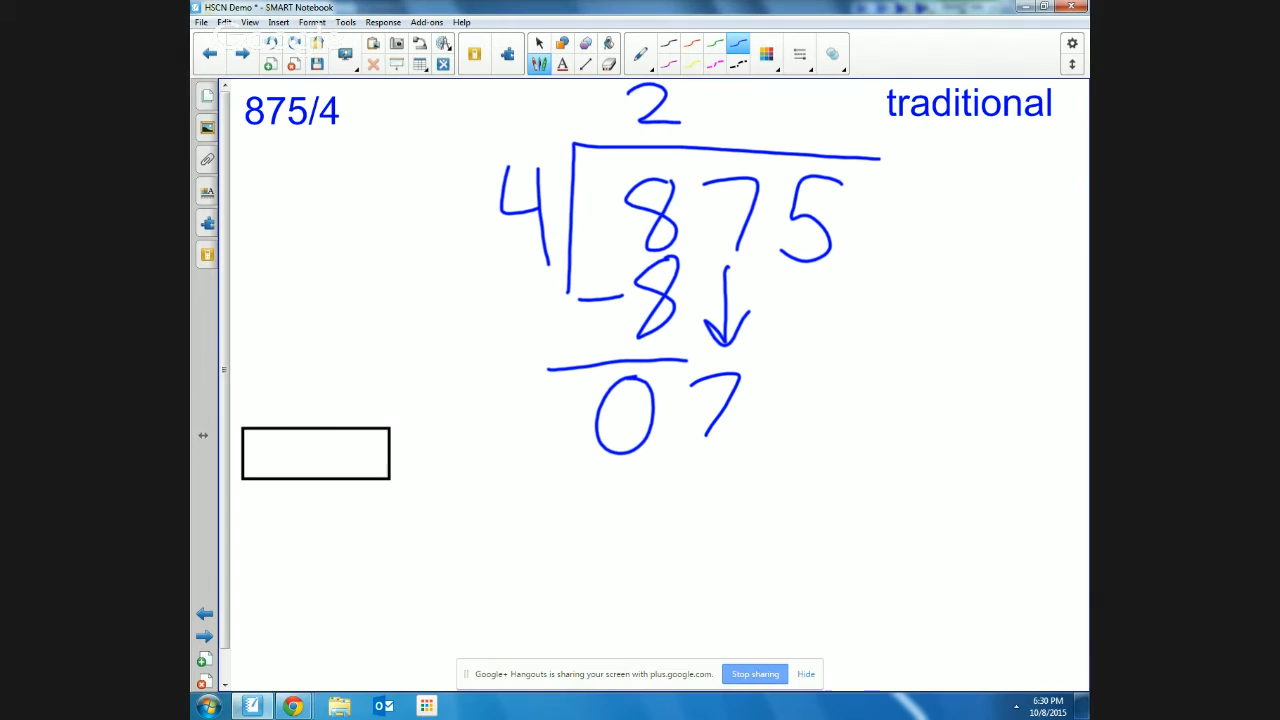 HSCN Demo * - SMART Notebook
File Edit View Insert Format Tools Response Add-ons Help
875/4
traditional
2
4 875
- 8
07
Google+ Hangouts is sharing your screen with plus.google.com. Stop sharing Hide
6:30 PM
10/8/2015